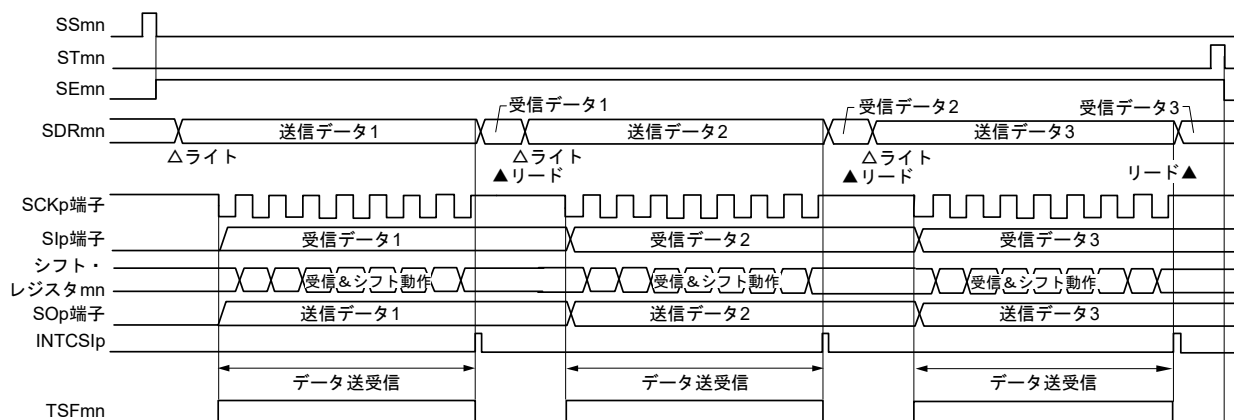 SSmn
STmn
SEmn
受信データ1
受信データ2
受信データ3
SDRmn
送信データ1
送信データ2
送信データ3
△ライト
△ライト
△ライト
▲リード
▲リード
リード▲
SCKp端子
SIp端子
受信データ1
受信データ2
受信データ3
シフト・
レジスタmn
受信&シフト動作
受信&シフト動作
受信&シフト動作
SOp端子
送信データ1
送信データ2
送信データ3
INTCSIp
データ送受信
データ送受信
データ送受信
TSFmn